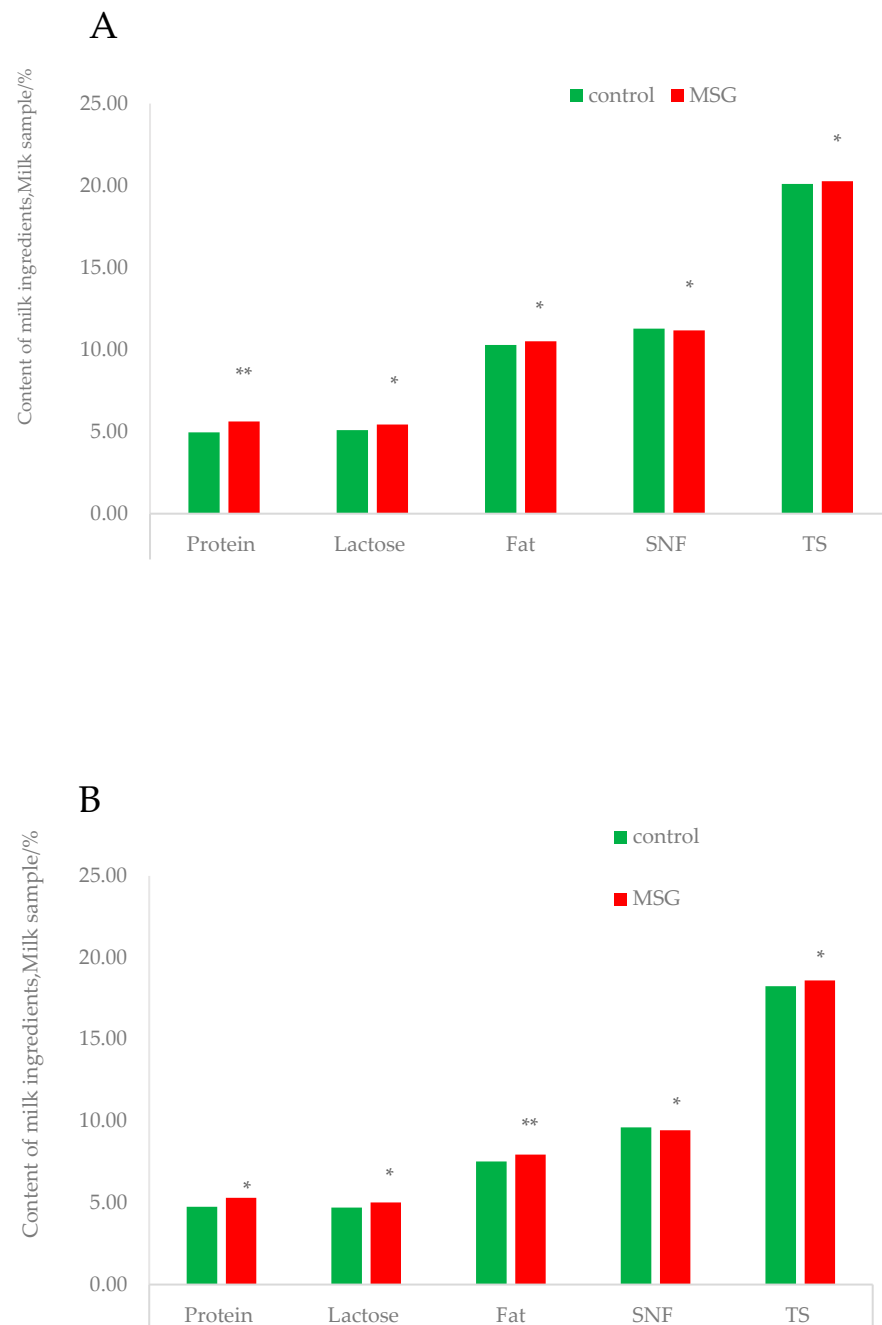 A
control MSG
Content of milk ingredients,Milk sample/%
25.00
20.00
15.00
10.00
5.00
0.00
*
*
*
**
*
Protein Lactose Fat SNF TS
B
control
MSG
Content of milk ingredients,Milk sample/%
25.00
20.00
15.00
10.00
5.00
0.00
*
**
*
*
*
Protein Lactose Fat SNF TS